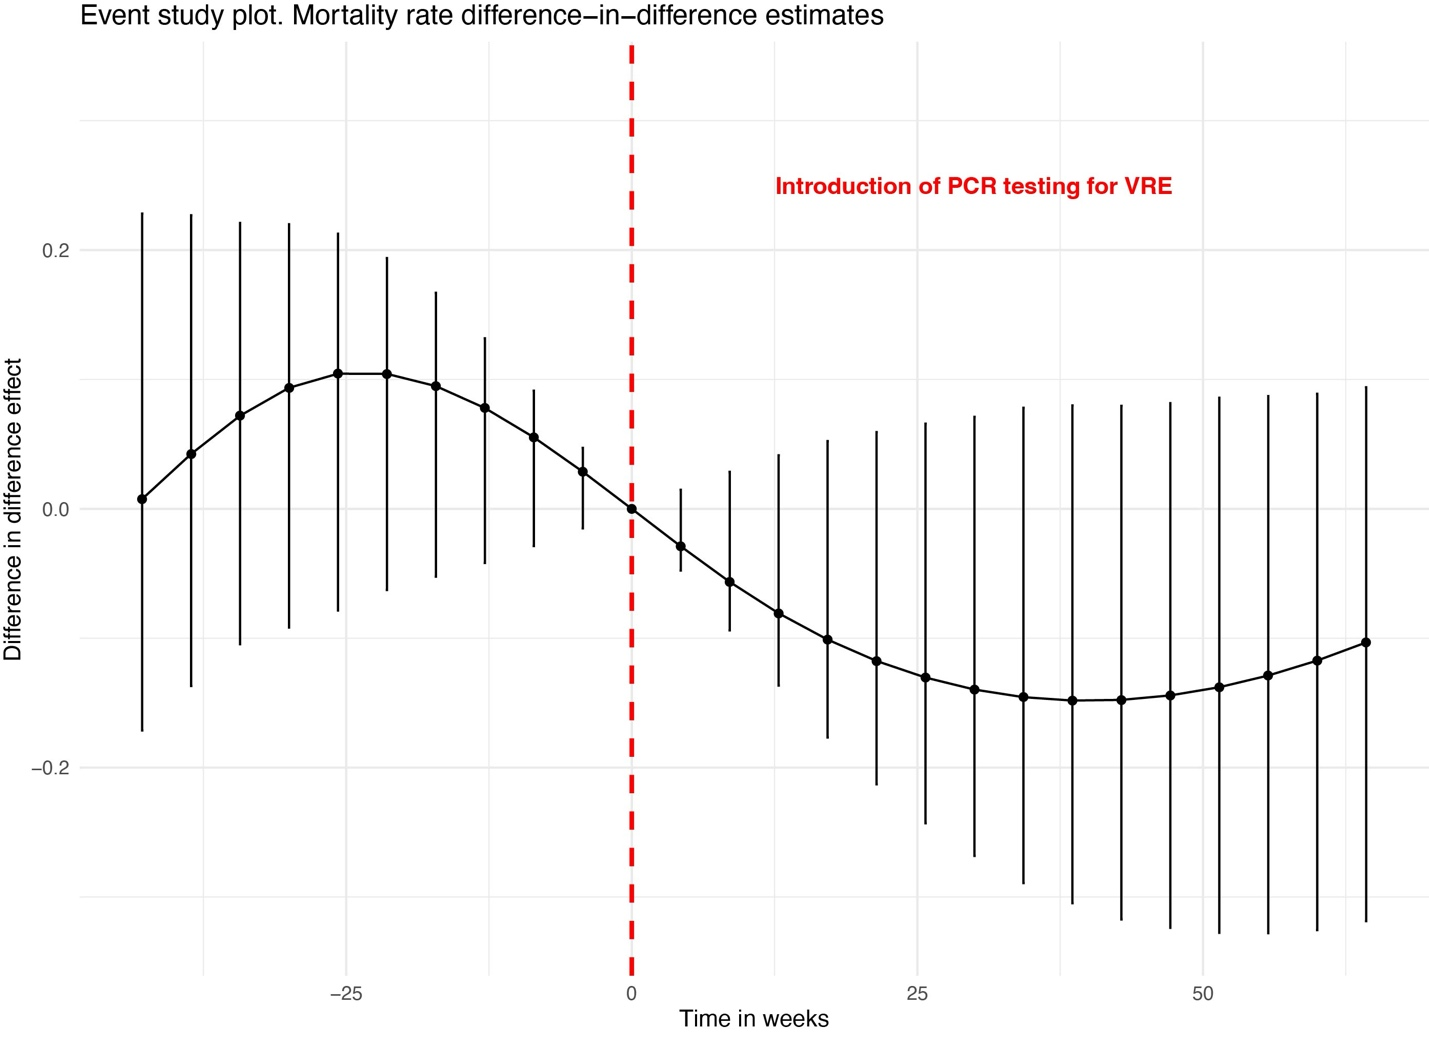 Event study plot. Mortality rate difference−in−difference estimates
Introduction of PCR testing for VRE
Difference in difference effect
0.2
0.0
−0.2
−25
0
25
50
Time in weeks